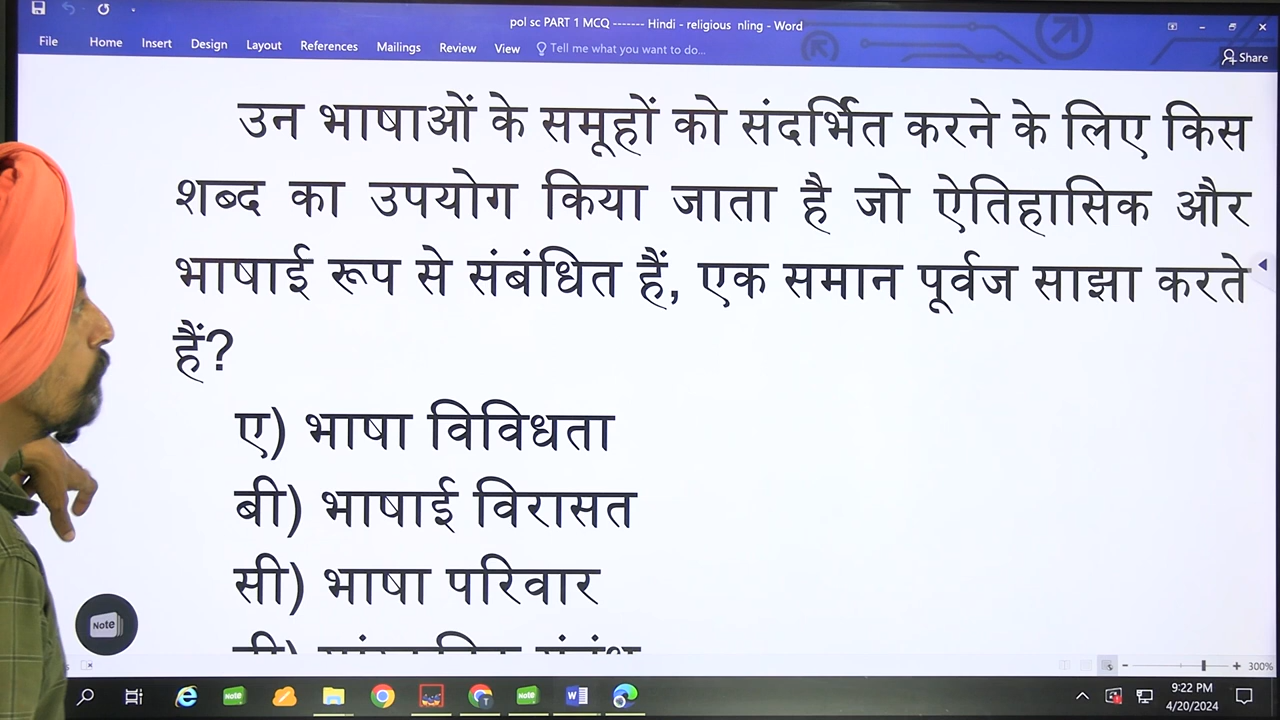 pol sc PART 1 MCQ ------- Hindi - religious nling - Word
File Home Insert Design Layout References Mailings Review View Tell me what you want to do...
Share
उन भाषाओं के समूहों को संदर्भित करने के लिए किस
शब्द का उपयोग किया जाता है जो ऐतिहासिक और
भाषाई रूप से संबंधित हैं, एक समान पूर्वज साझा करते
हैं?
ए) भाषा विविधता
बी) भाषाई विरासत
सी) भाषा परिवार
Note
300%
Note Note
9:22 PM
4/20/2024